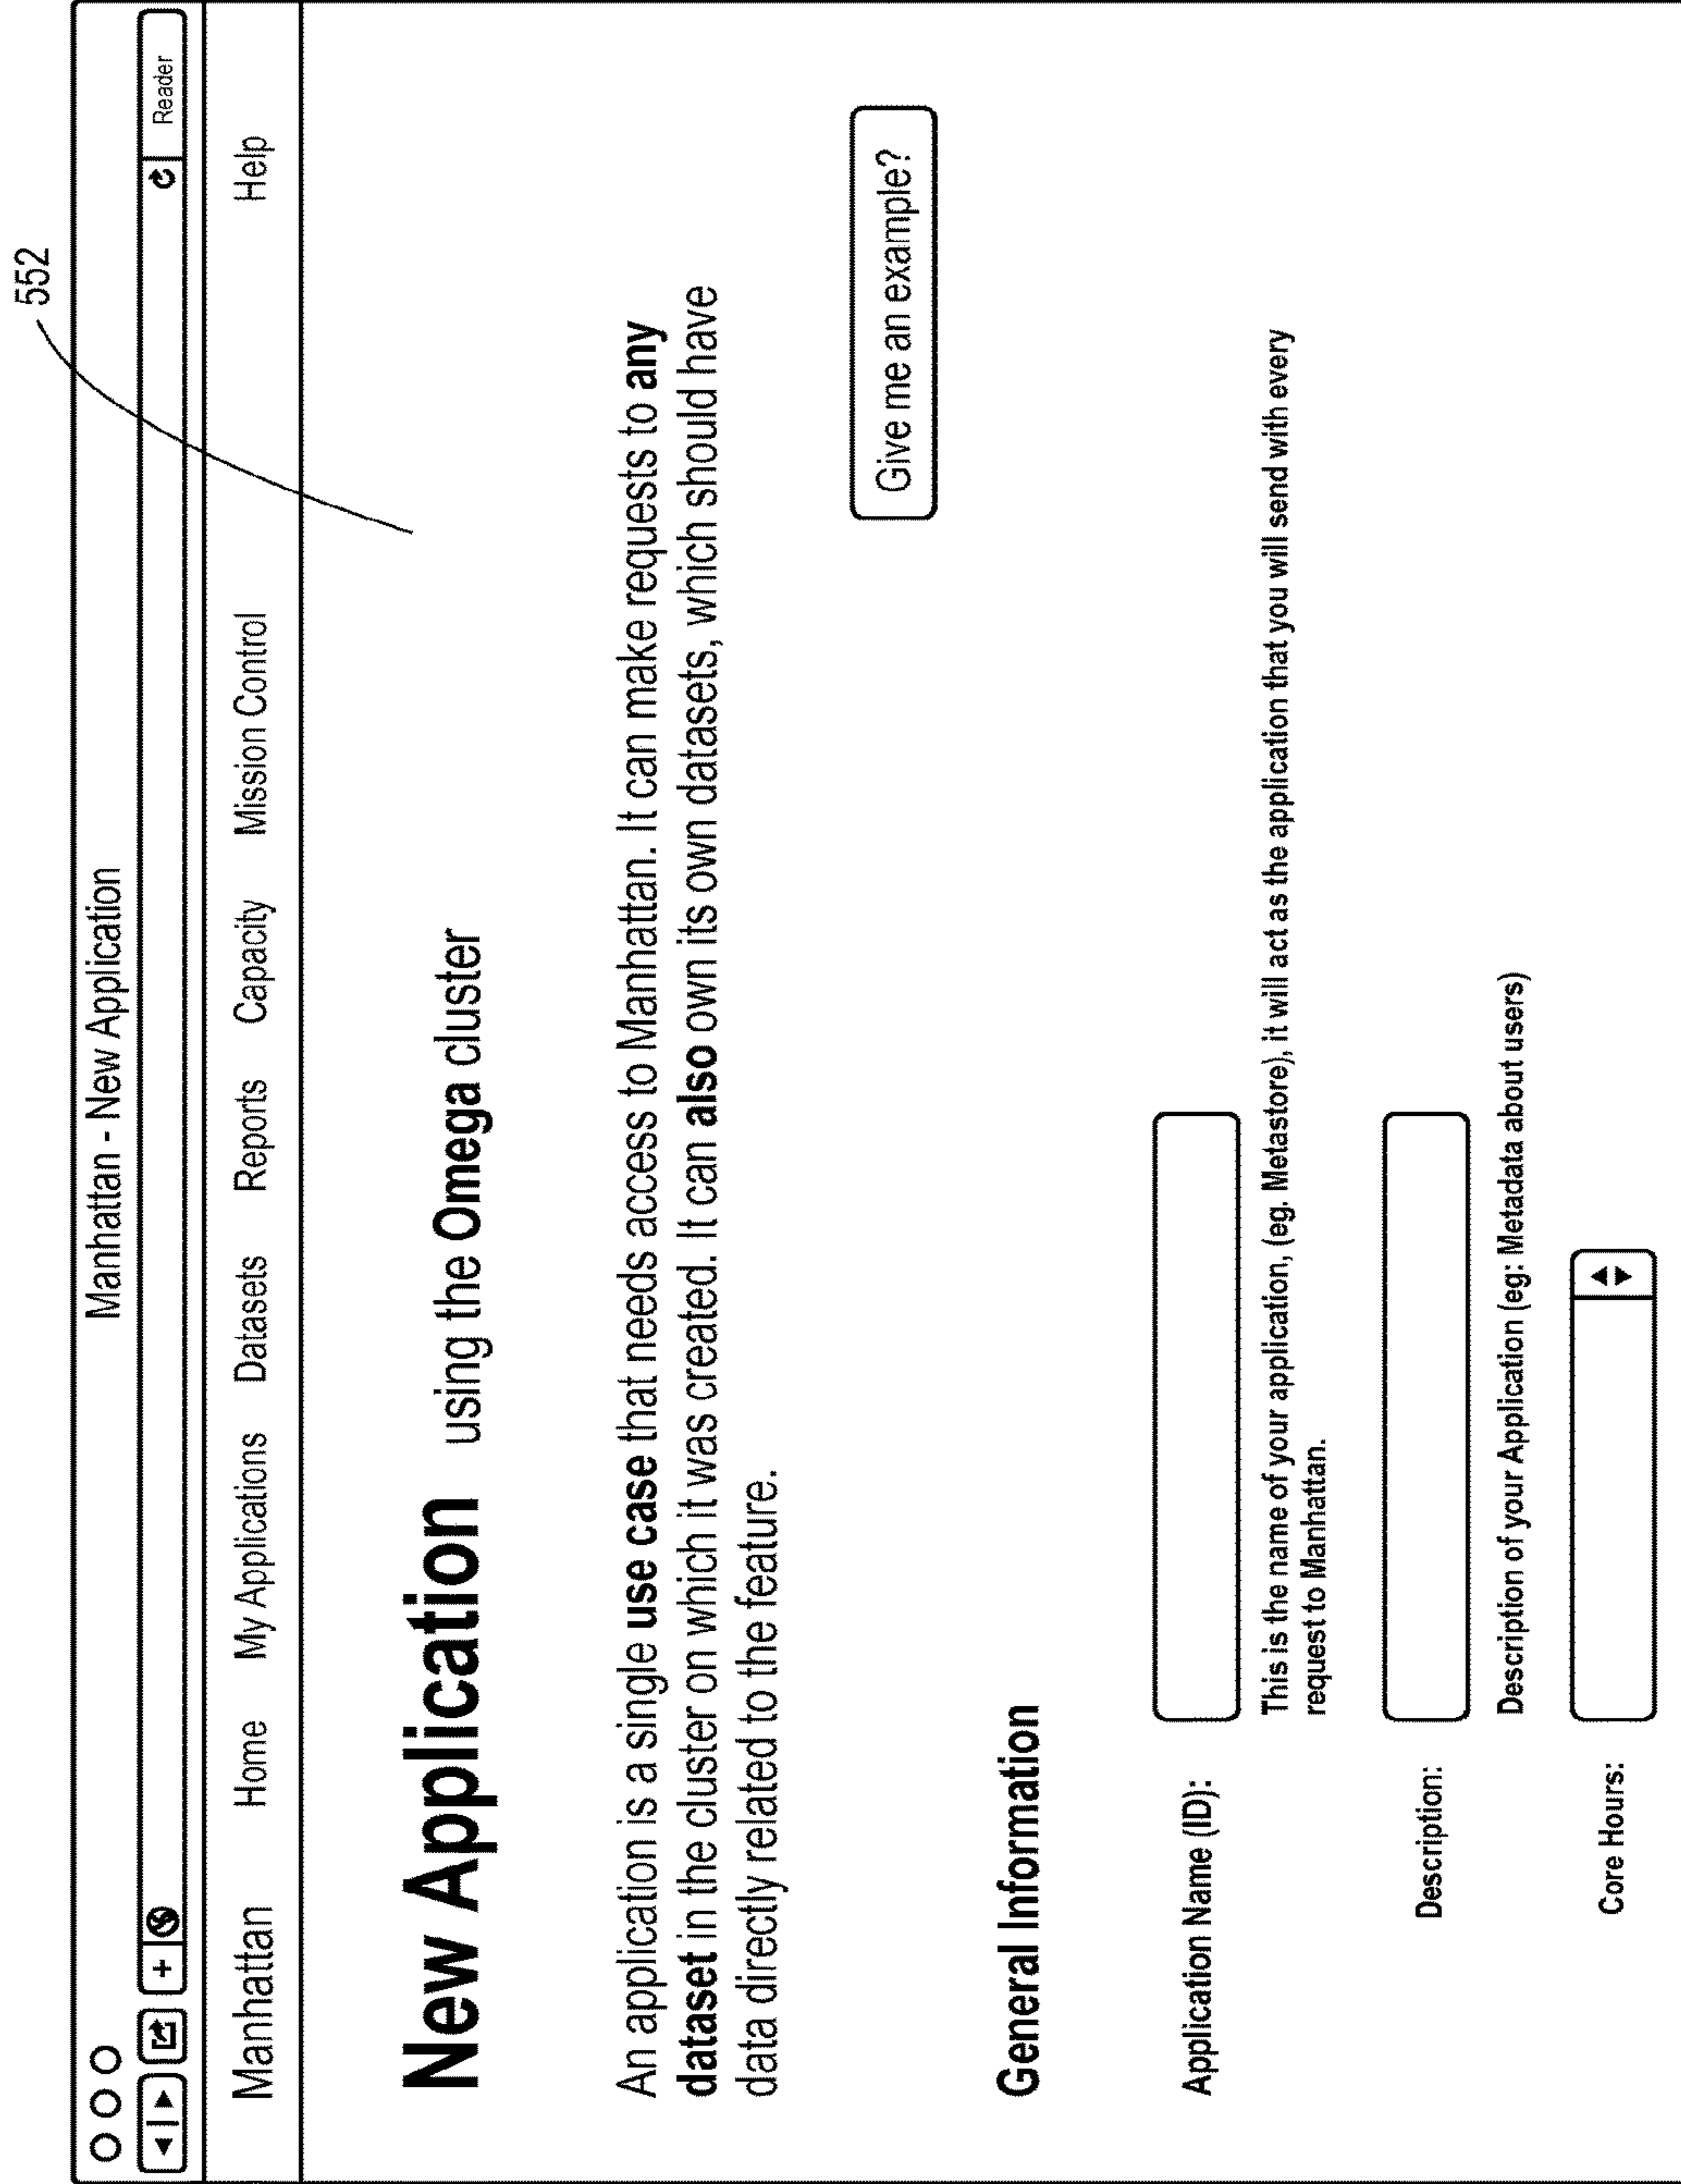 552
Manhattan - New Application
Reader
Manhattan Home My Applications Datasets Reports Capacity Mission Control Help
New Application using the Omega cluster
An application is a single use case that needs access to Manhattan. It can make requests to any
dataset in the cluster on which it was created. It can also own its own datasets, which should have
data directly related to the feature.
Give me an example?
General Information
Application Name (ID):
This is the name of your application, (eg. Metastore), it will act as the application that you will send with every
request to Manhattan.
Description:
Description of your Application (eg: Metadata about users)
Core Hours: